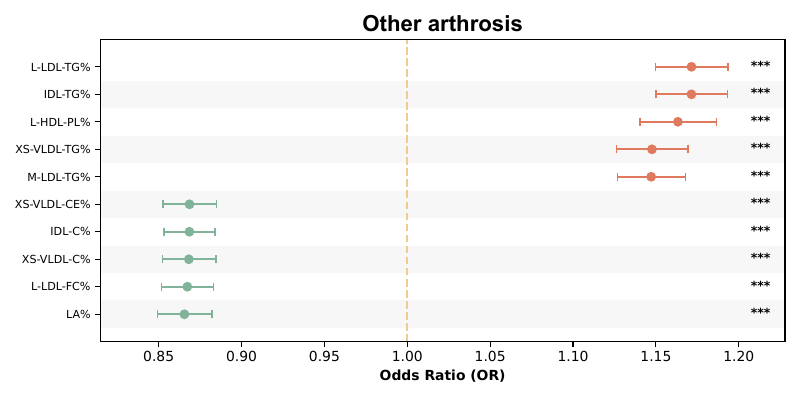 Other arthrosis
L-LDL-TG% ***
IDL-TG% ***
L-HDL-PL% ***
XS-VLDL-TG% ***
M-LDL-TG% ***
XS-VLDL-CE% ***
IDL-C% ***
XS-VLDL-C% ***
L-LDL-FC% ***
LA% ***
0.85 0.90 0.95 1.00 1.05 1.10 1.15 1.20
Odds Ratio (OR)